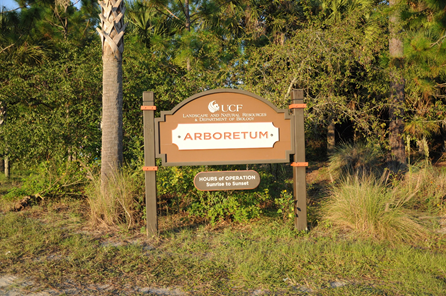 UCF
LANDSCAPE AND NATURAL RESOURCES
& DEPARTMENT OF BIOLOGY
• ARBORETUM •
HOURS OF OPERATION
Sunrise to Sunset